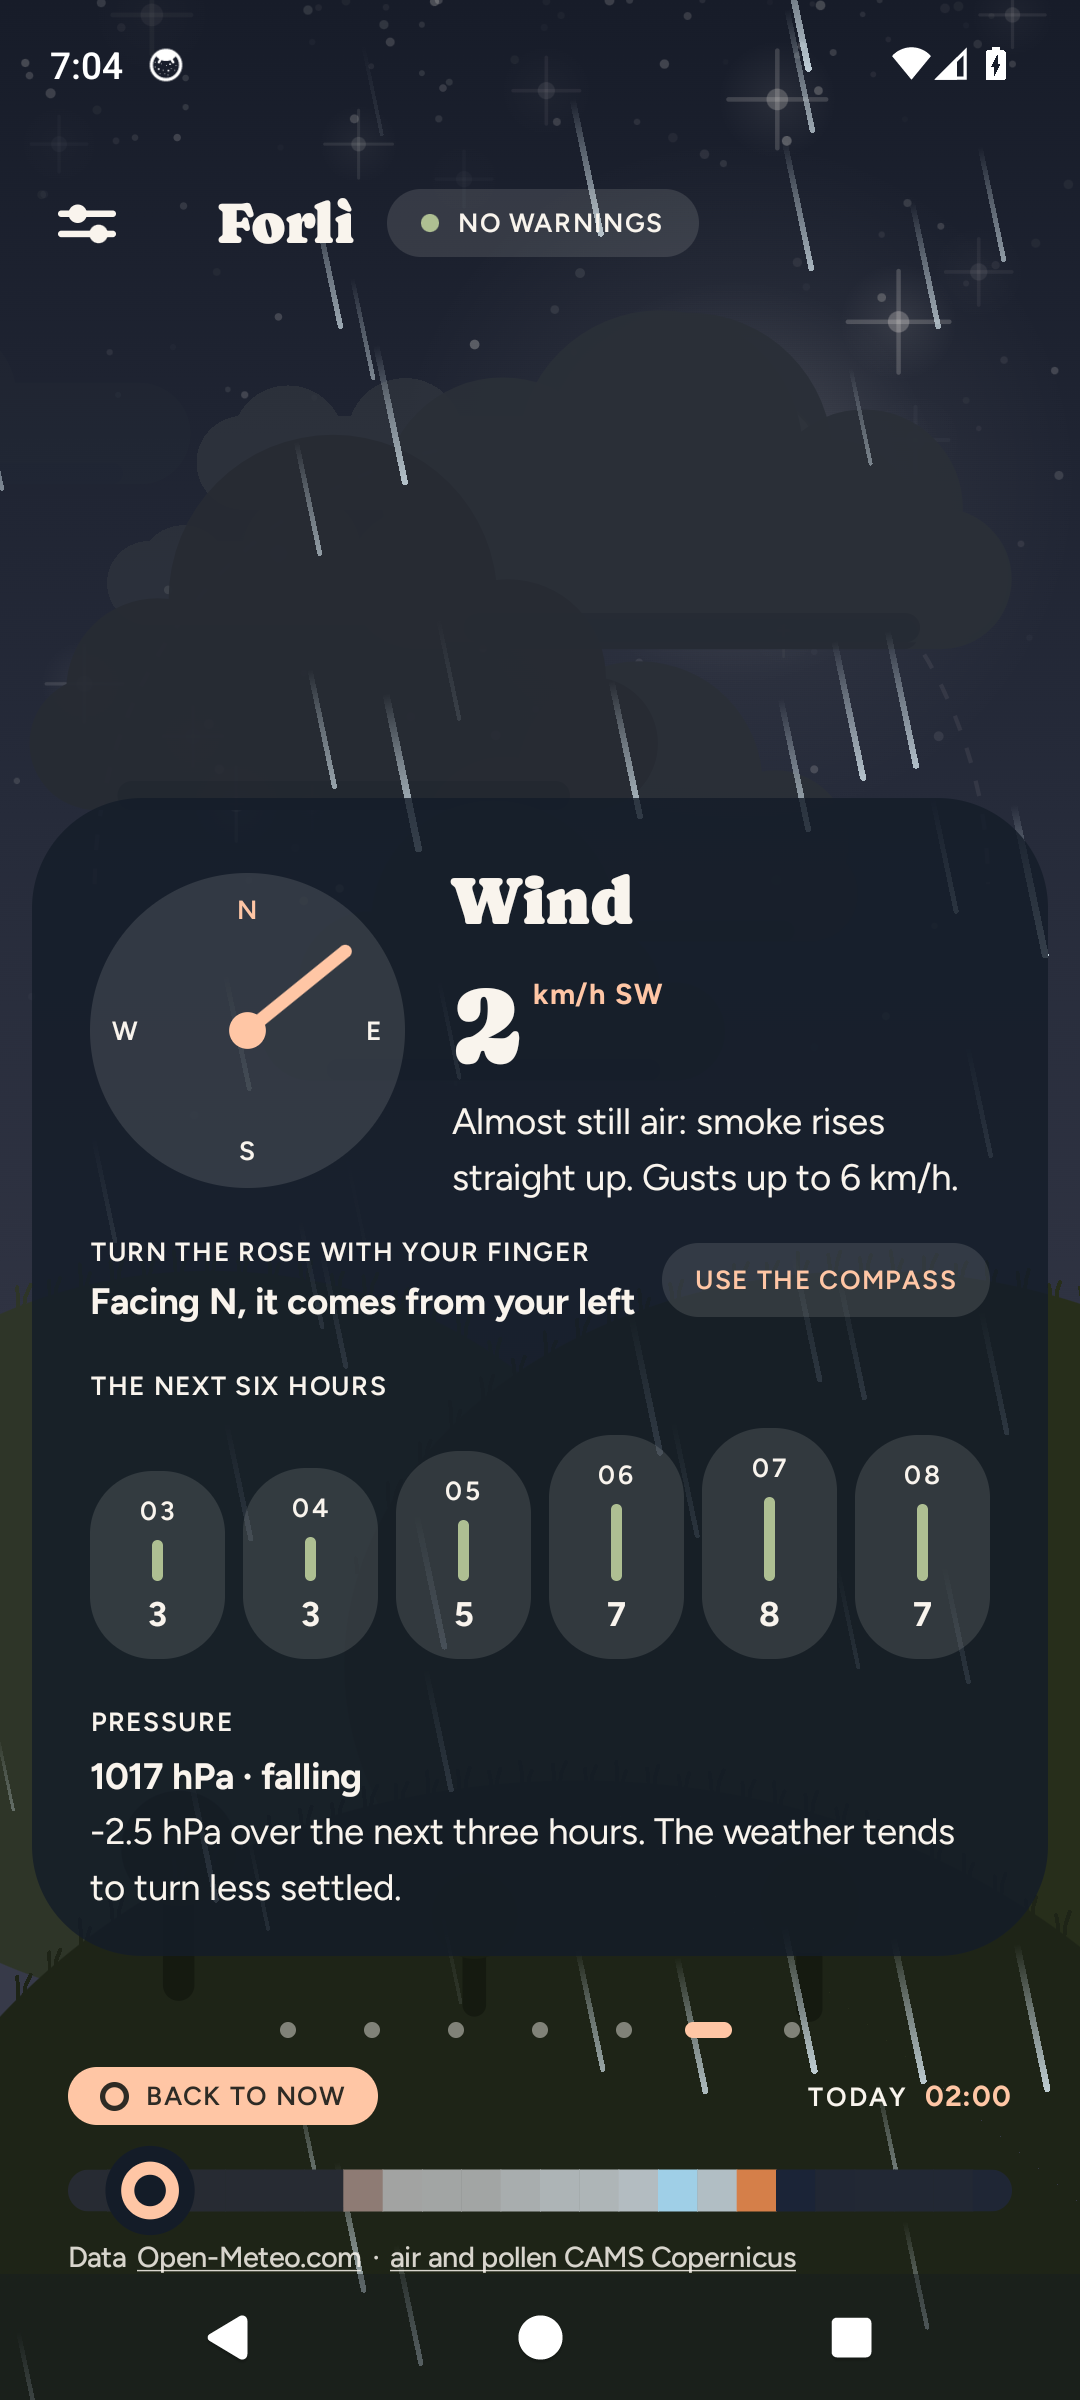 7:04
Forlì
NO WARNINGS
N
W
E
S
Wind
2 km/h SW
Almost still air: smoke rises
straight up. Gusts up to 6 km/h.
TURN THE ROSE WITH YOUR FINGER
Facing N, it comes from your left
USE THE COMPASS
THE NEXT SIX HOURS
03 04 05 06 07 08
3 3 5 7 8 7
PRESSURE
1017 hPa · falling
-2.5 hPa over the next three hours. The weather tends
to turn less settled.
BACK TO NOW
TODAY 02:00
Data Open-Meteo.com · air and pollen CAMS Copernicus